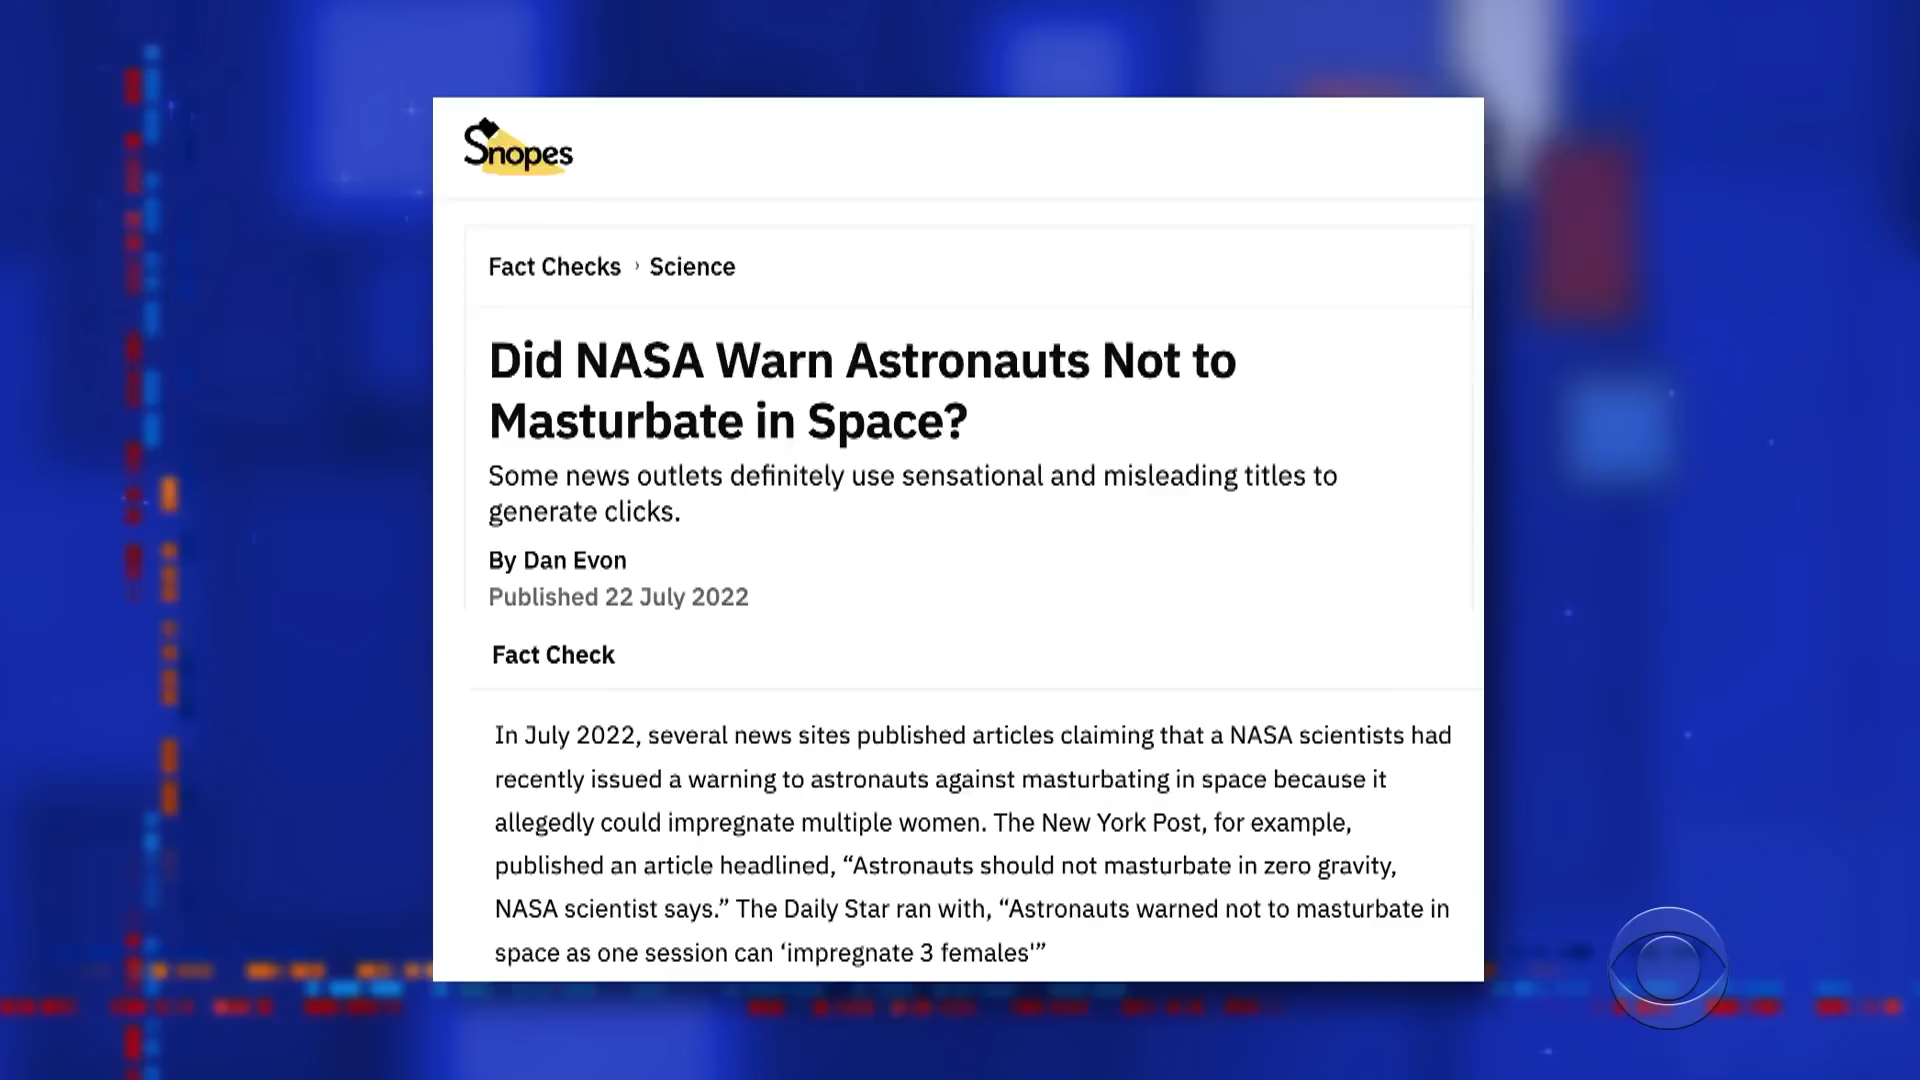 Snopes
Fact Checks › Science
Did NASA Warn Astronauts Not to
Masturbate in Space?
Some news outlets definitely use sensational and misleading titles to
generate clicks.
By Dan Evon
Published 22 July 2022
Fact Check
In July 2022, several news sites published articles claiming that a NASA scientists had
recently issued a warning to astronauts against masturbating in space because it
allegedly could impregnate multiple women. The New York Post, for example,
published an article headlined, “Astronauts should not masturbate in zero gravity,
NASA scientist says.” The Daily Star ran with, “Astronauts warned not to masturbate in
space as one session can ‘impregnate 3 females'”